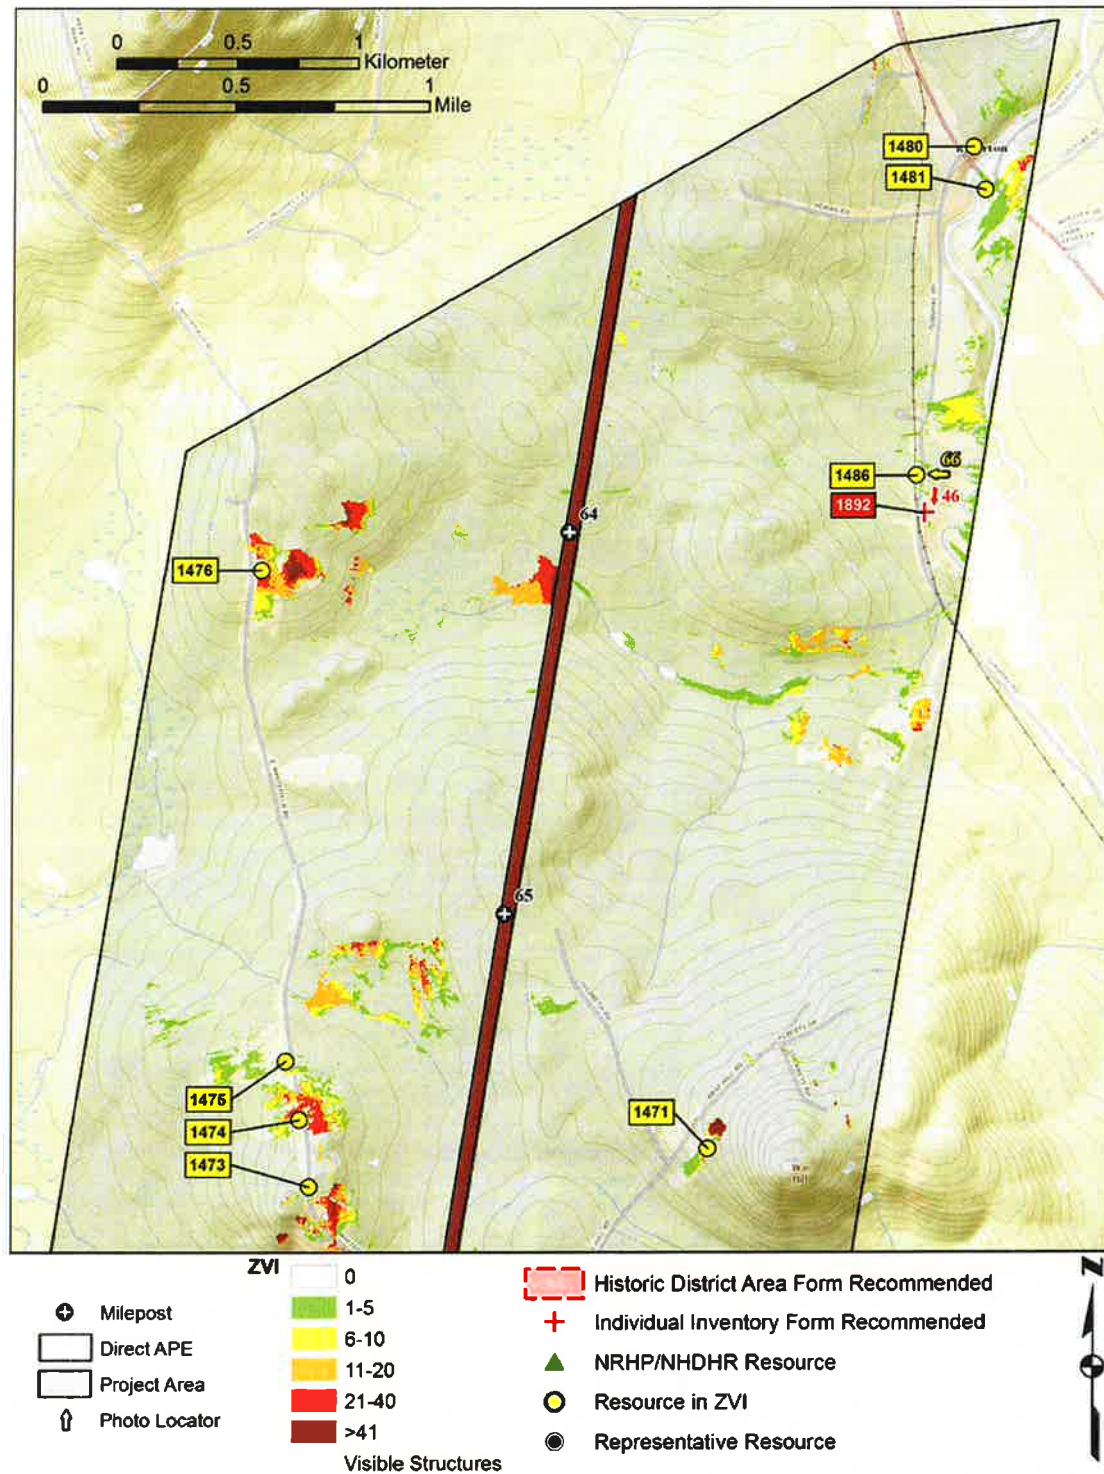 0 0.5 1
Kilometer
0 0.5 1
Mile
1480
1481
64
1486
66
1892
46
1476
65
1475
1474
1473
1471
ZVI
0
1-5
6-10
11-20
21-40
>41
Visible Structures
Milepost
Direct APE
Project Area
Photo Locator
Historic District Area Form Recommended
Individual Inventory Form Recommended
NRHP/NHDHR Resource
Resource in ZVI
Representative Resource
N